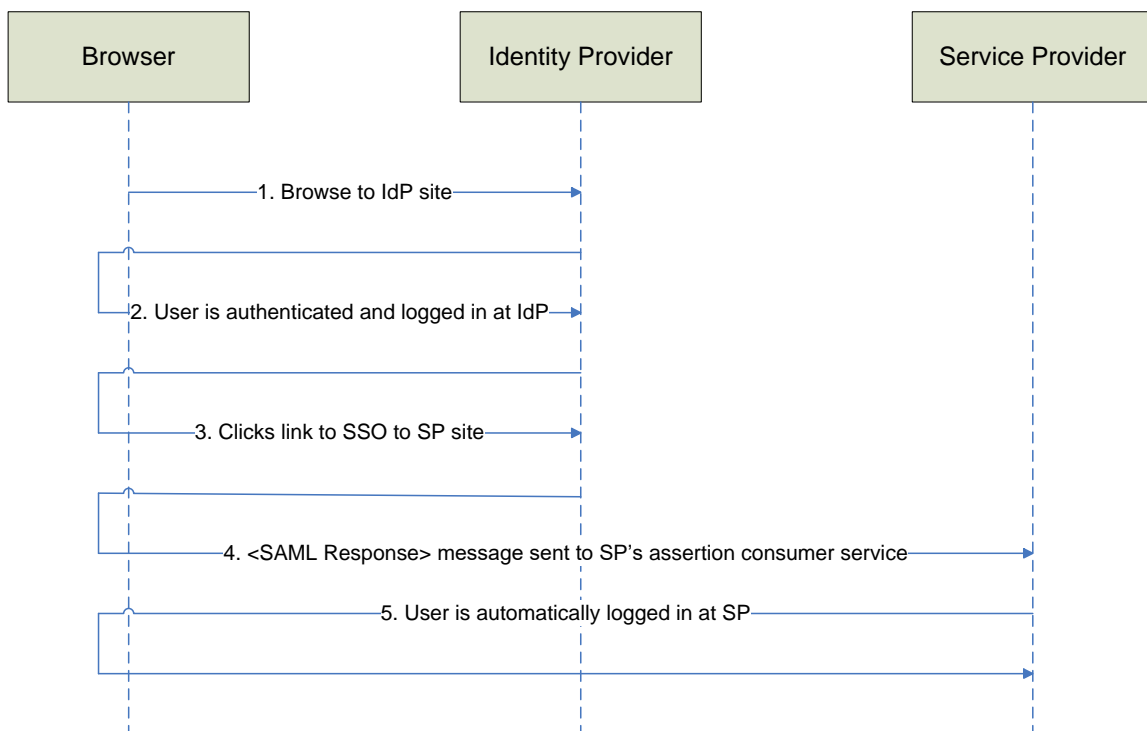 Browser
Identity Provider
Service Provider
1. Browse to IdP site
2. User is authenticated and logged in at IdP
3. Clicks link to SSO to SP site
4. <SAML Response> message sent to SP’s assertion consumer service
5. User is automatically logged in at SP